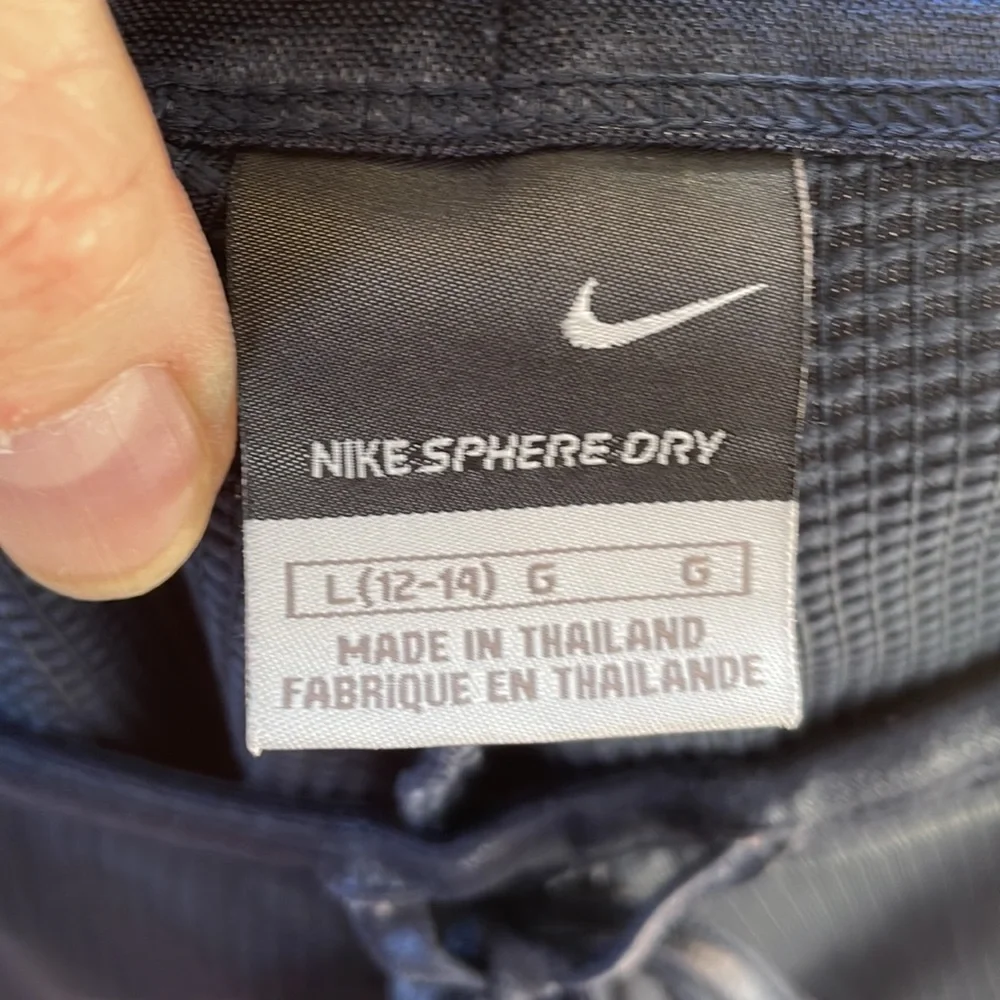 NIKE SPHERE DRY
L(12-14) G G
MADE IN THAILAND
FABRIQUE EN THAILANDE